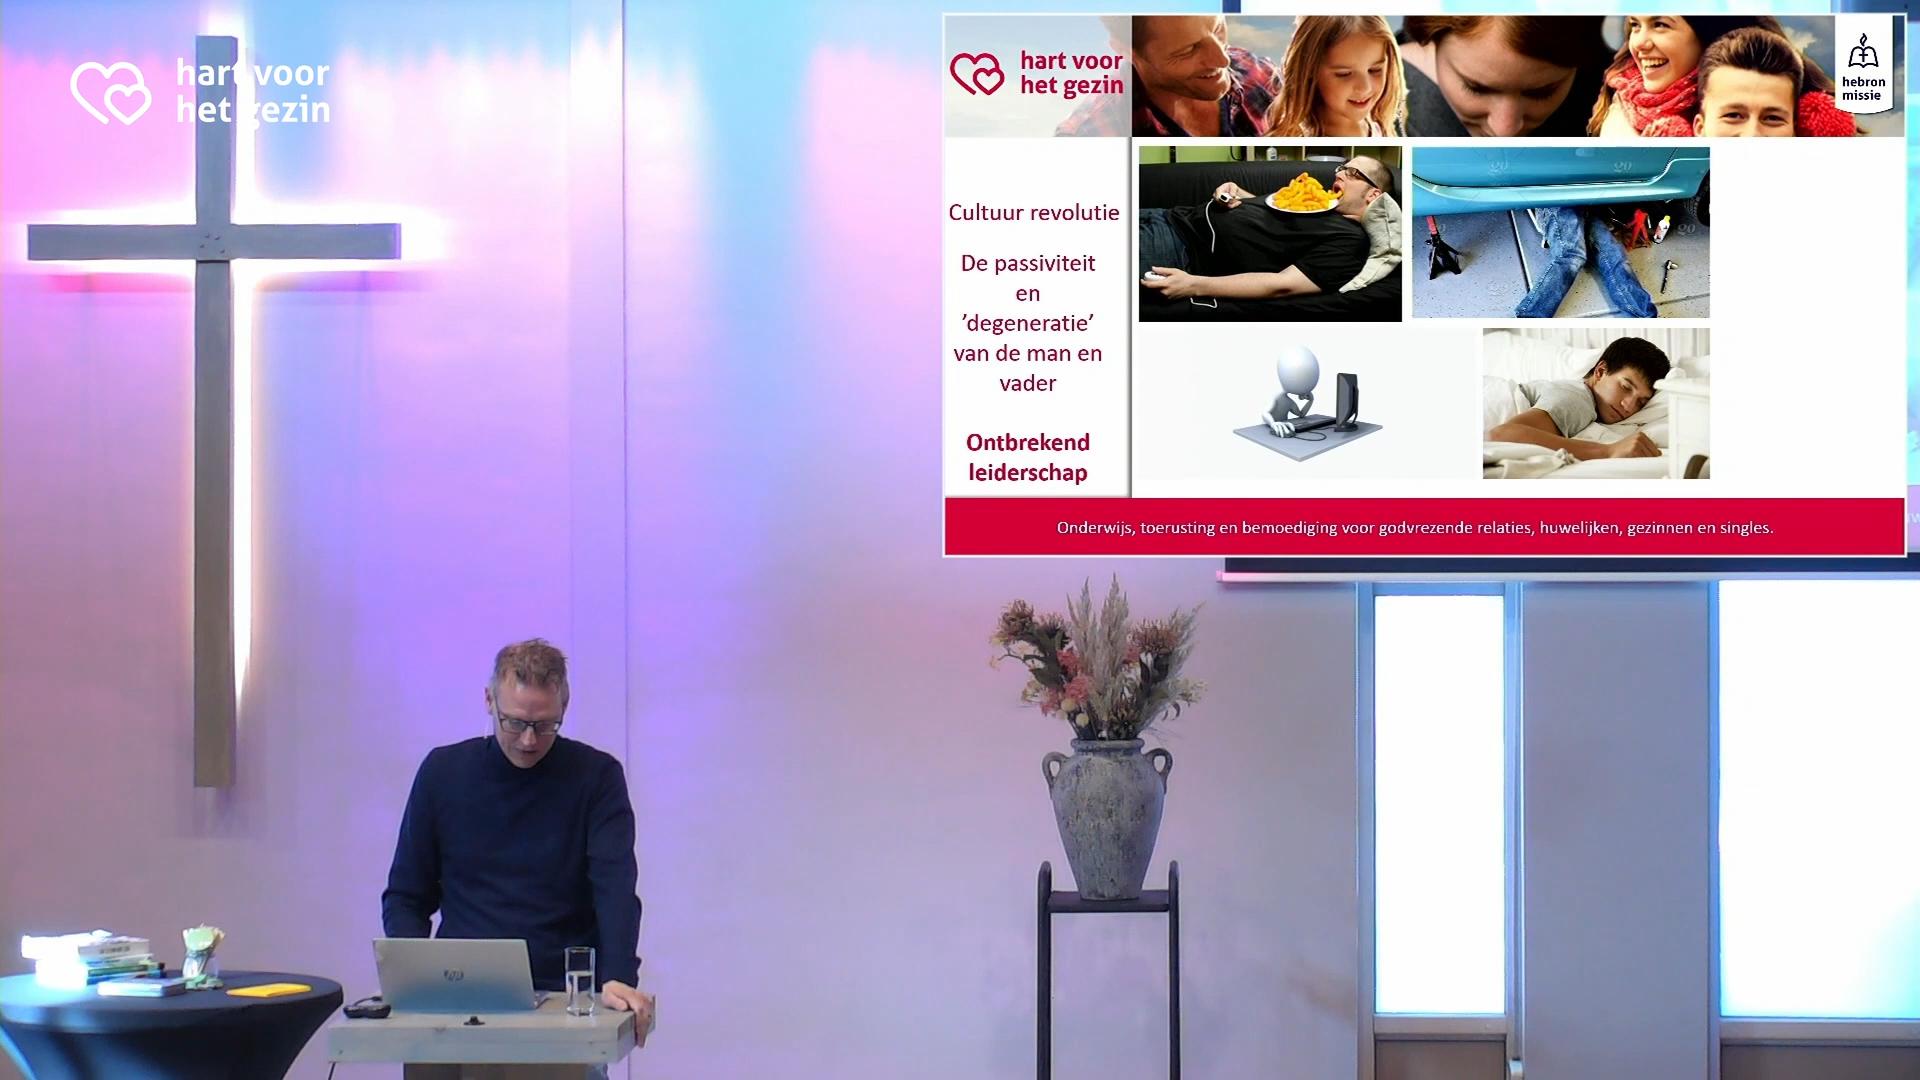 hart voor
het gezin
hart voor
het gezin
hebron
missie
Cultuur revolutie
De passiviteit
en
’degeneratie’
van de man en
vader
Ontbrekend
leiderschap
Onderwijs, toerusting en bemoediging voor godvrezende relaties, huwelijken, gezinnen en singles.
hp